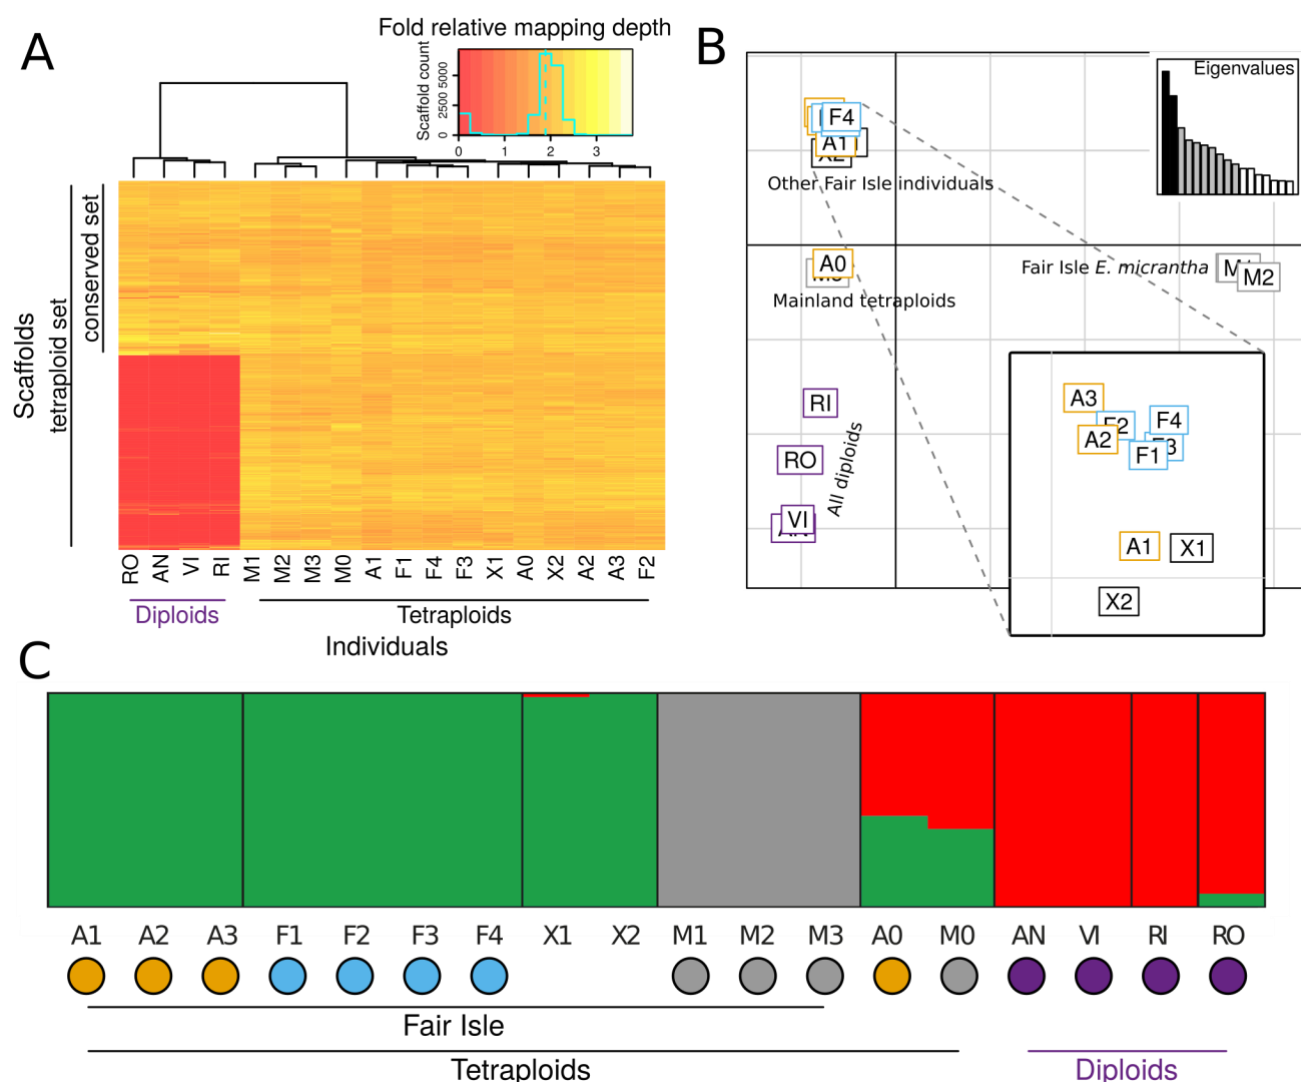 A
Fold relative mapping depth
Scaffold count
0 2500 5000
0 1 2 3
Scaffolds
tetraploid set
conserved set
RO AN VI RI M1 M2 M3 M0 A1 F1 F4 F3 X1 A0 X2 A2 A3 F2
Diploids
Tetraploids
Individuals
B
Eigenvalues
F4
A1
X2
Other Fair Isle individuals
A0
Mainland tetraploids
Fair Isle E. micrantha
M2
RI
RO
VI
All diploids
A3
F2
F4
A2
F3
F1
A1
X1
X2
C
A1 A2 A3 F1 F2 F3 F4 X1 X2 M1 M2 M3 A0 M0 AN VI RI RO
Fair Isle
Tetraploids
Diploids